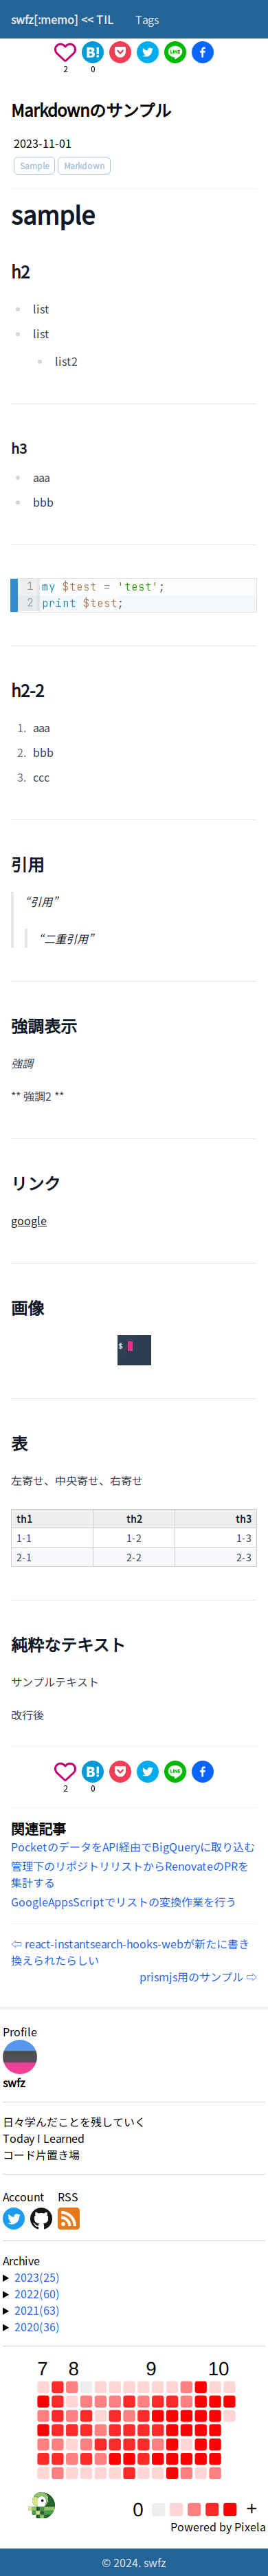 swfz[:memo] << TIL Tags
2 0
Markdownのサンプル
2023-11-01
Sample Markdown
sample
h2
list
list
list2
h3
aaa
bbb
1 my $test = 'test';
2 print $test;
h2-2
1. aaa
2. bbb
3. ccc
引用
“引用”
“二重引用”
強調表示
強調
** 強調2 **
リンク
google
画像
$
表
左寄せ、中央寄せ、右寄せ
th1 th2 th3
1-1 1-2 1-3
2-1 2-2 2-3
純粋なテキスト
サンプルテキスト
改行後
2 0
関連記事
PocketのデータをAPI経由でBigQueryに取り込む
管理下のリポジトリリストからRenovateのPRを
集計する
GoogleAppsScriptでリストの変換作業を行う
⇦ react-instantsearch-hooks-webが新たに書き
換えられたらしい
prismjs用のサンプル ⇨
Profile
swfz
日々学んだことを残していく
Today I Learned
コード片置き場
Account RSS
Archive
▶ 2023(25)
▶ 2022(60)
▶ 2021(63)
▶ 2020(36)
7 8 9 10
0 +
Powered by Pixela
© 2024. swfz